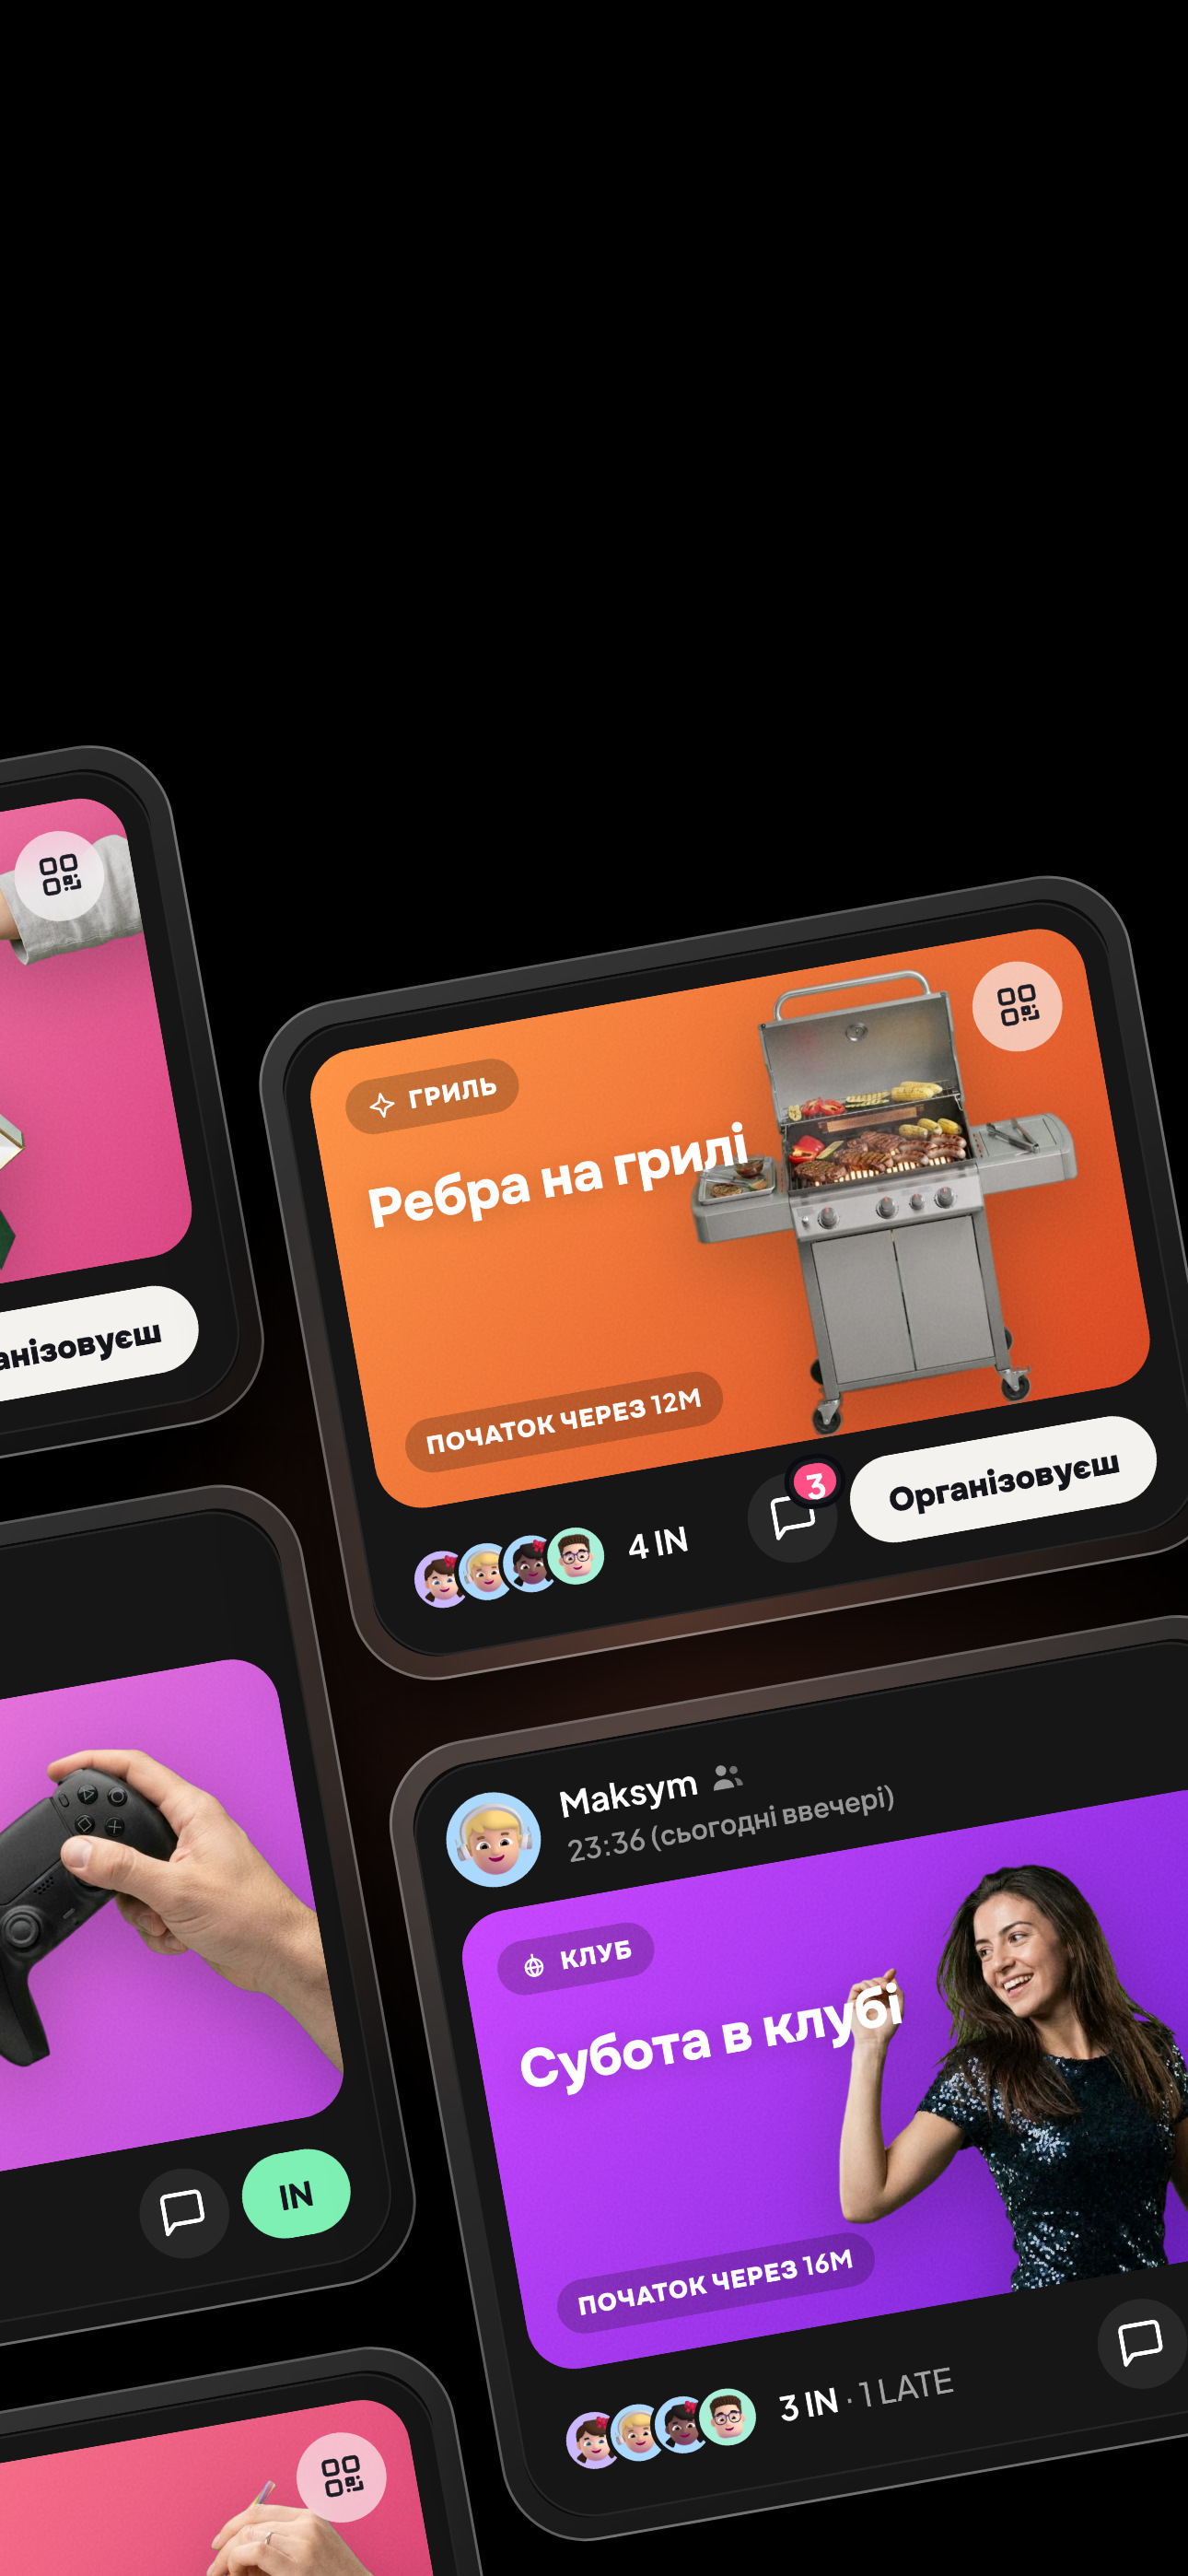 ГРИЛЬ
Ребра на грилі
ПОЧАТОК ЧЕРЕЗ 12М
4 IN
3
Організовуєш
Maksym
23:36 (сьогодні ввечері)
КЛУБ
Субота в клубі
IN
ПОЧАТОК ЧЕРЕЗ 16М
3 IN · 1 LATE